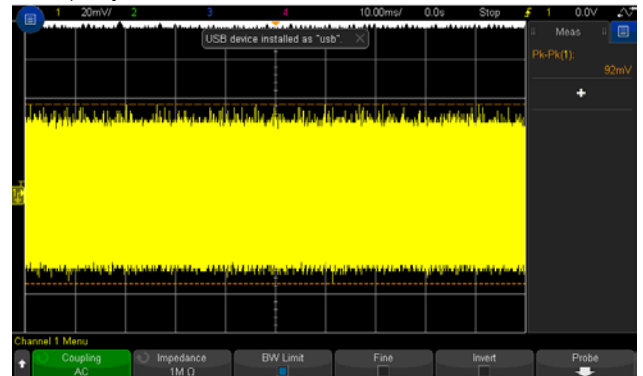 1 20mV/ 2 3 4 10.00ms/ 0.0s Stop 1 0.0V
USB device installed as "usb".
Meas
Pk-Pk(1):
92mV
Channel 1 Menu
Coupling Impedance BW Limit Fine Invert Probe
AC 1M Ω